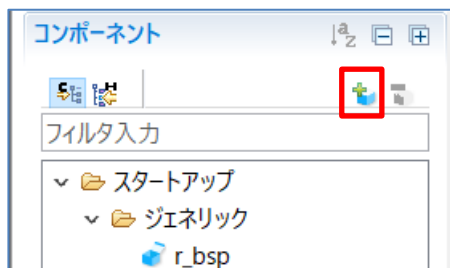 コンポーネント
フィルタ入力
スタートアップ
ジェネリック
r_bsp